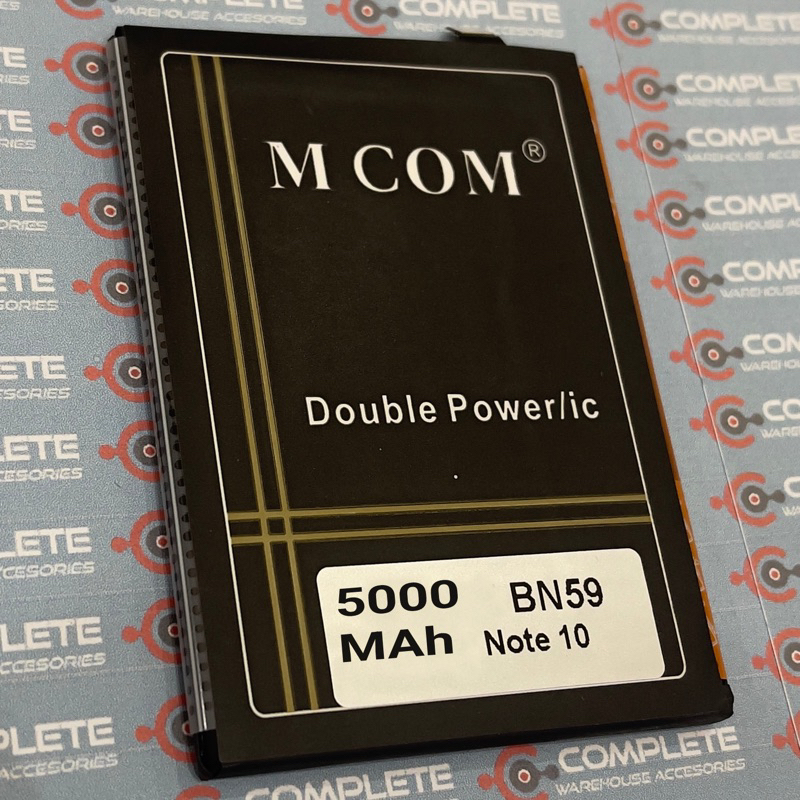 M COM®
Double Power/ic
5000 BN59
MAh Note 10
COMPLETE
WAREHOUSE ACCESORIES